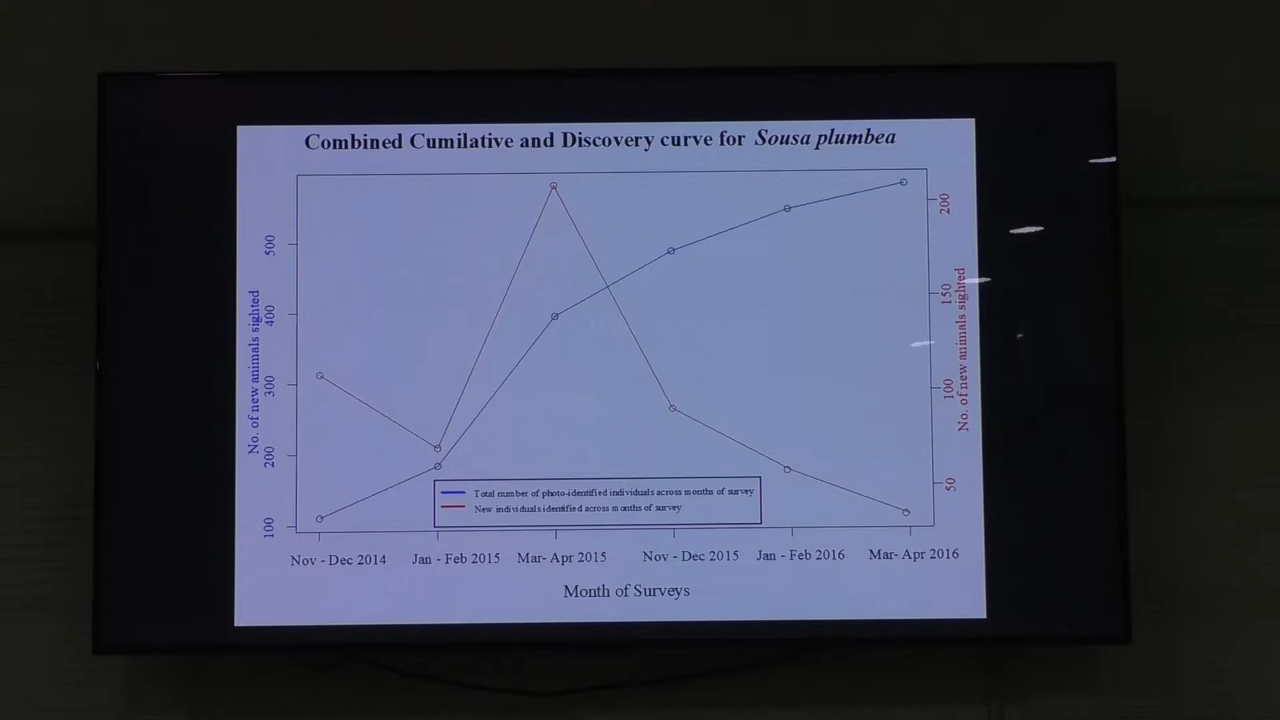 Combined Cumilative and Discovery curve for Sousa plumbea
No. of new animals sighted
500
400
300
200
100
200
150
100
50
No. of new animals sighted
Total number of photo-identified individuals across months of survey
New individuals identified across months of survey
Nov - Dec 2014 Jan - Feb 2015 Mar- Apr 2015 Nov - Dec 2015 Jan - Feb 2016 Mar- Apr 2016
Month of Surveys